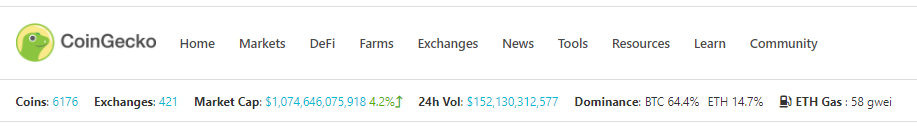 CoinGecko Home Markets DeFi Farms Exchanges News Tools Resources Learn Community
Coins: 6176 Exchanges: 421 Market Cap: $1,074,646,075,918 4.2% 24h Vol: $152,130,312,577 Dominance: BTC 64.4% ETH 14.7% ETH Gas : 58 gwei